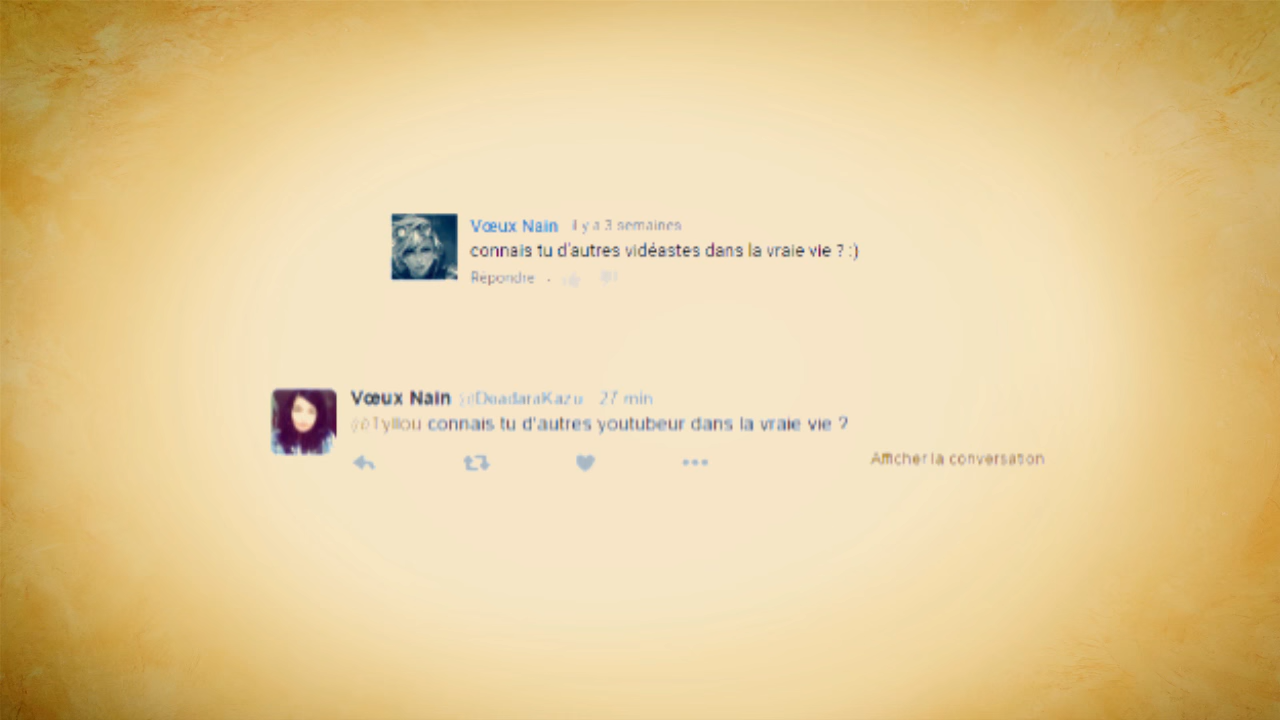 Vœux Nain il y a 3 semaines
connais tu d'autres vidéastes dans la vraie vie ? :)
Répondre
Vœux Nain @DeadaraKazu 27 min
@Tyllou connais tu d'autres youtubeur dans la vraie vie ?
Afficher la conversation